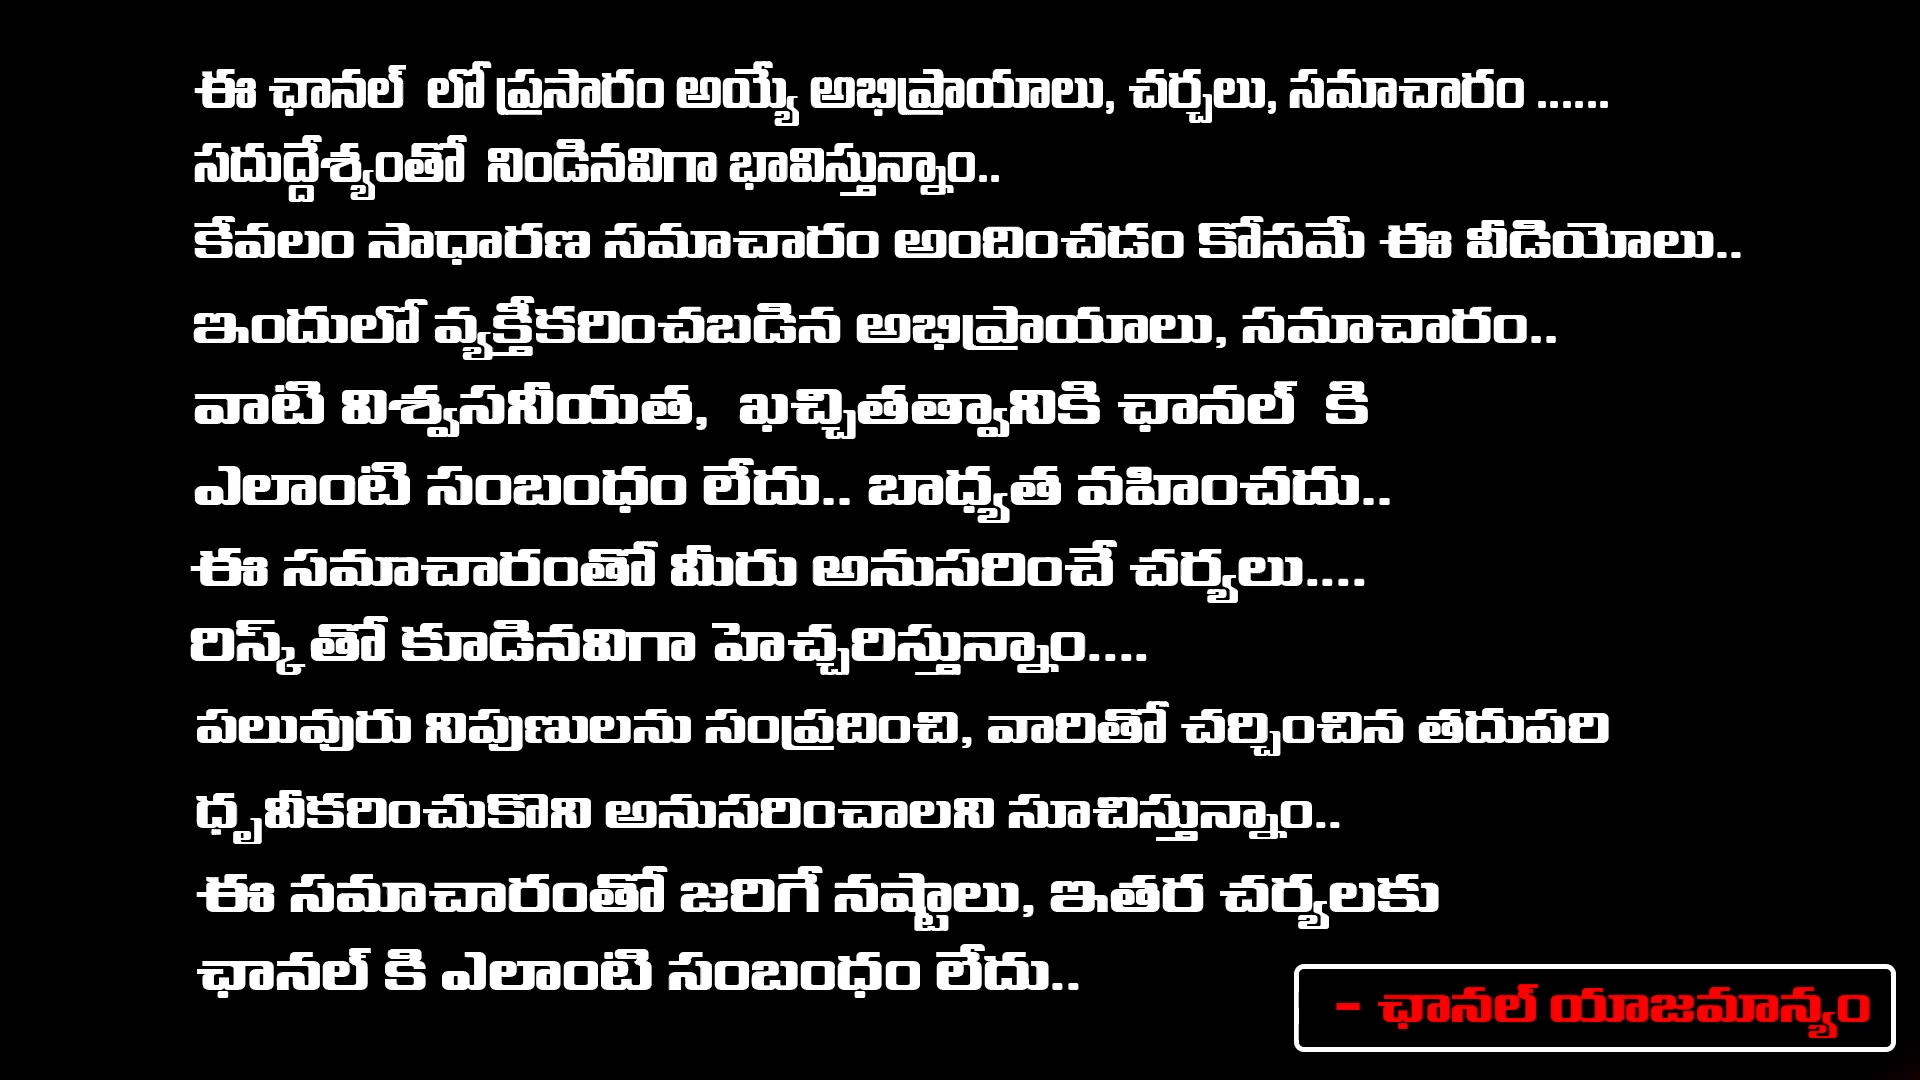 ఈ ఛానల్ లో ప్రసారం అయ్యే అభిప్రాయాలు, చర్చలు, సమాచారం ......
సదుద్దేశ్యంతో నిండినవిగా భావిస్తున్నాం..
కేవలం సాధారణ సమాచారం అందించడం కోసమే ఈ వీడియోలు..
ఇందులో వ్యక్తీకరించబడిన అభిప్రాయాలు, సమాచారం..
వాటి విశ్వసనీయత, ఖచ్చితత్వానికి ఛానల్ కి
ఎలాంటి సంబంధం లేదు.. బాధ్యత వహించదు..
ఈ సమాచారంతో మీరు అనుసరించే చర్యలు....
రిస్క్ తో కూడినవిగా హెచ్చరిస్తున్నాం....
పలువురు నిపుణులను సంప్రదించి, వారితో చర్చించిన తదుపరి
ధృవీకరించుకొని అనుసరించాలని సూచిస్తున్నాం..
ఈ సమాచారంతో జరిగే నష్టాలు, ఇతర చర్యలకు
ఛానల్ కి ఎలాంటి సంబంధం లేదు..
- ఛానల్ యాజమాన్యం